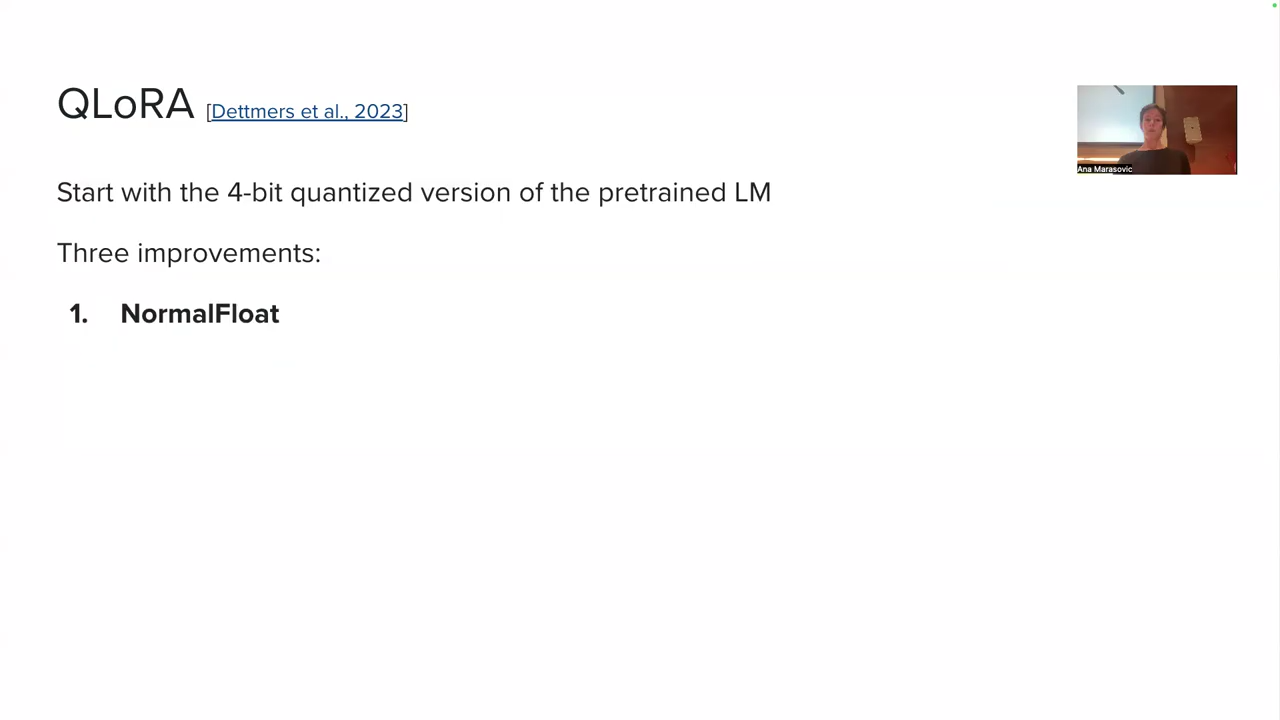 QLoRA [Dettmers et al., 2023]
Ana Marasovic
Start with the 4-bit quantized version of the pretrained LM
Three improvements:
1. NormalFloat